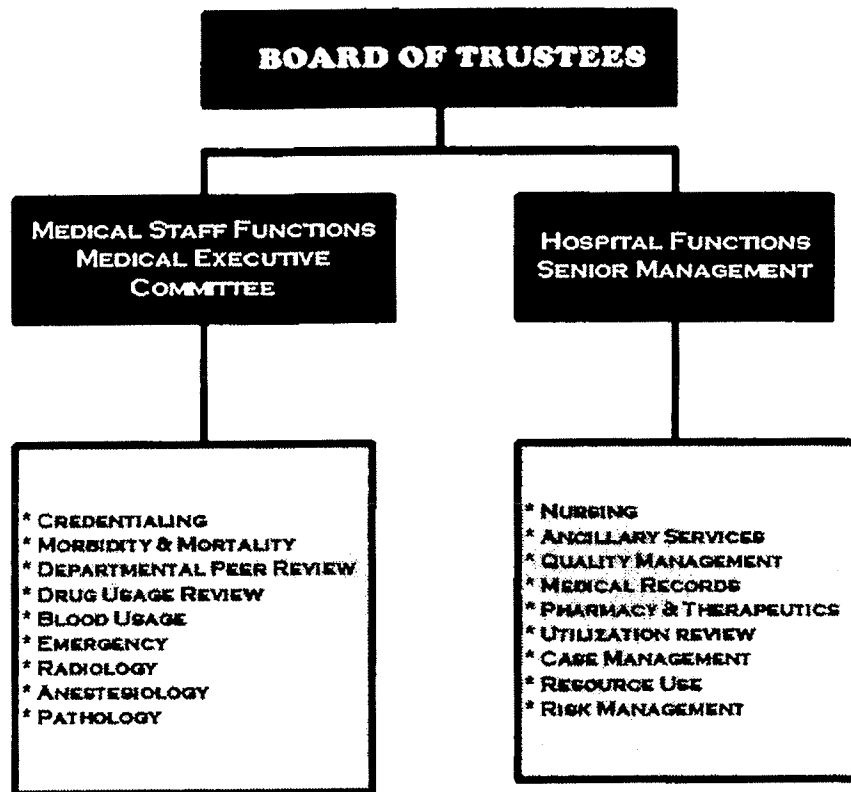 BOARD OF TRUSTEES
MEDICAL STAFF FUNCTIONS
MEDICAL EXECUTIVE
COMMITTEE
HOSPITAL FUNCTIONS
SENIOR MANAGEMENT
* CREDENTIALING
* MORBIDITY & MORTALITY
* DEPARTMENTAL PEER REVIEW
* DRUG USAGE REVIEW
* BLOOD USAGE
* EMERGENCY
* RADIOLOGY
* ANESTESIOLOGY
* PATHOLOGY
* NURSING
* ANCILLARY SERVICES
* QUALITY MANAGEMENT
* MEDICAL RECORDS
* PHARMACY & THERAPEUTICS
* UTILIZATION REVIEW
* CASE MANAGEMENT
* RESOURCE USE
* RISK MANAGEMENT